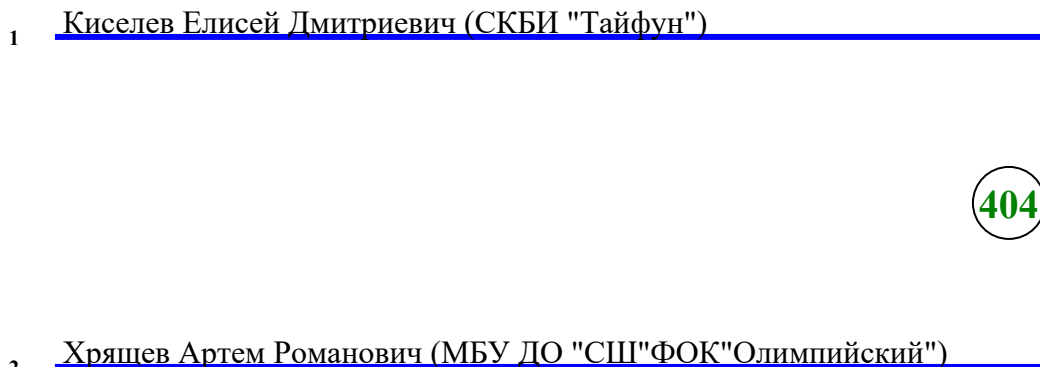 1 Киселев Елисей Дмитриевич (СКБИ "Тайфун")
404
2 Хрящев Артем Романович (МБУ ДО "СШ"ФОК"Олимпийский")